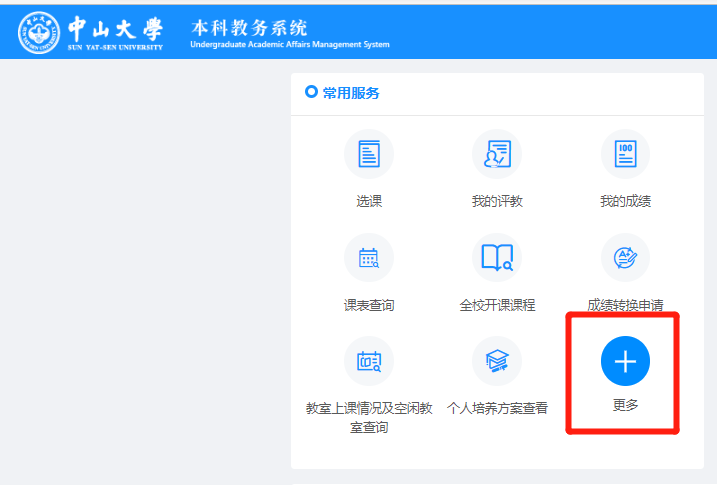 中山大學
SUN YAT-SEN UNIVERSITY
本科教务系统
Undergraduate Academic Affairs Management System
常用服务
选课
我的评教
100
我的成绩
课表查询
全校开课课程
A+
成绩转换申请
教室上课情况及空闲教
室查询
个人培养方案查看
更多